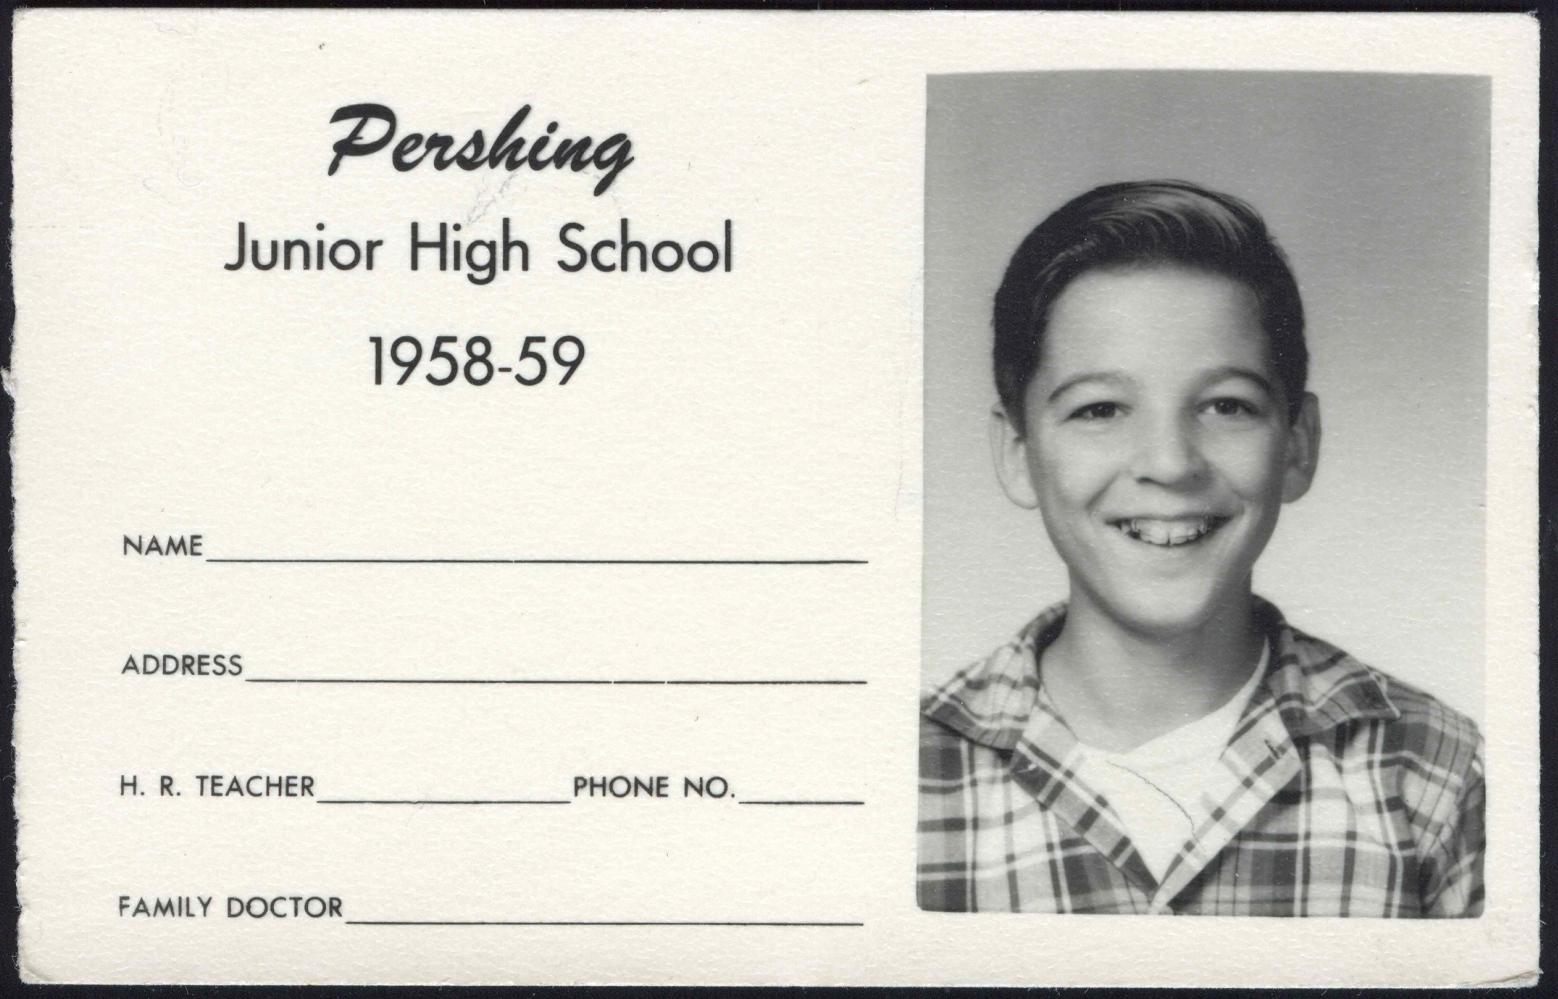 Pershing
Junior High School
1958-59
NAME
ADDRESS
H. R. TEACHER PHONE NO.
FAMILY DOCTOR